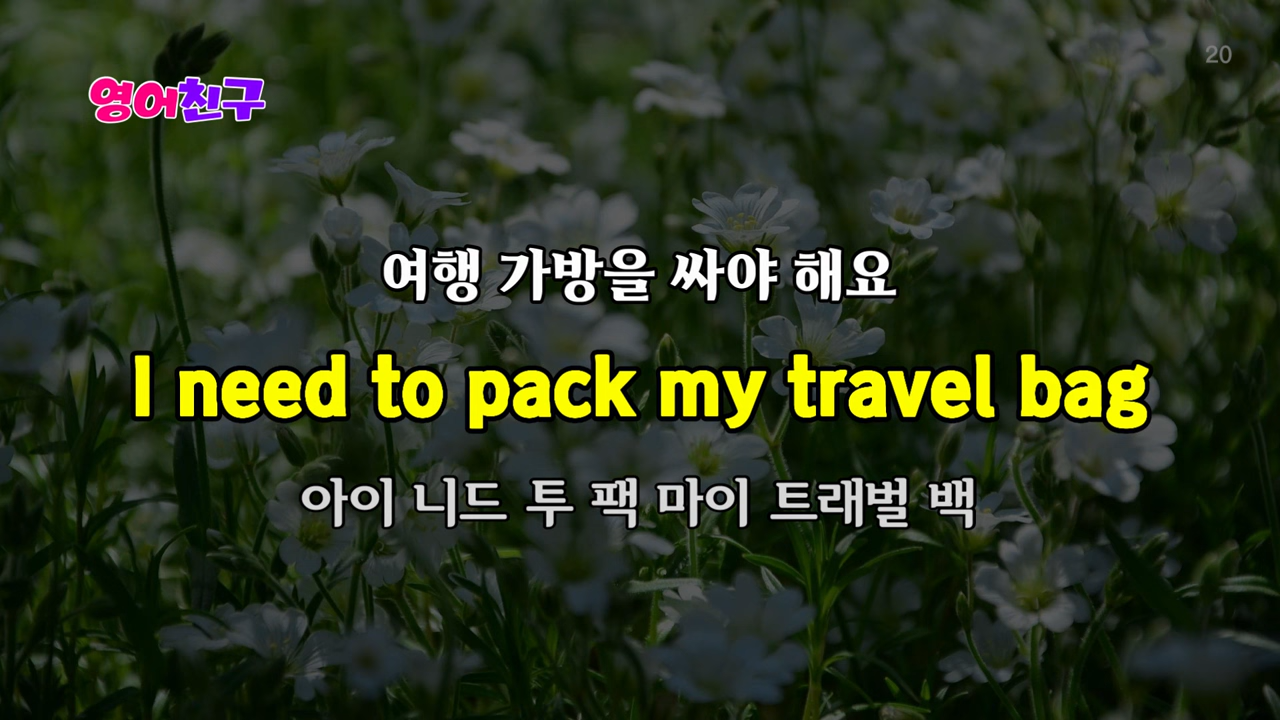 20
영어친구
여행 가방을 싸야 해요
I need to pack my travel bag
아이 니드 투 팩 마이 트래벌 백